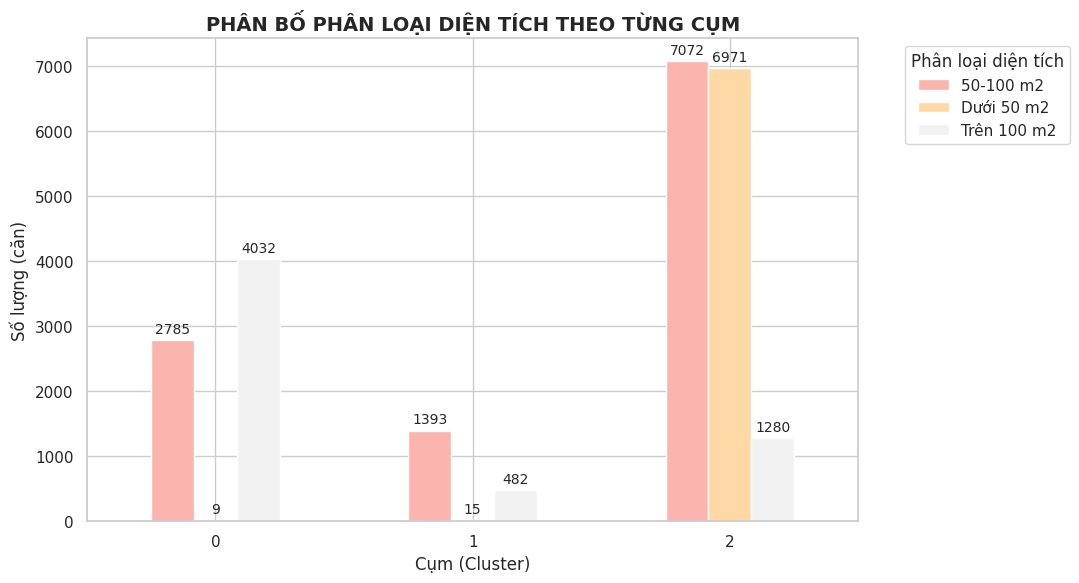 PHÂN BỐ PHÂN LOẠI DIỆN TÍCH THEO TỪNG CỤM
Phân loại diện tích
50-100 m2
Dưới 50 m2
Trên 100 m2
Số lượng (căn)
7000
6000
5000
4000
3000
2000
1000
0
2785
9
4032
1393
15
482
7072
6971
1280
0
1
2
Cụm (Cluster)